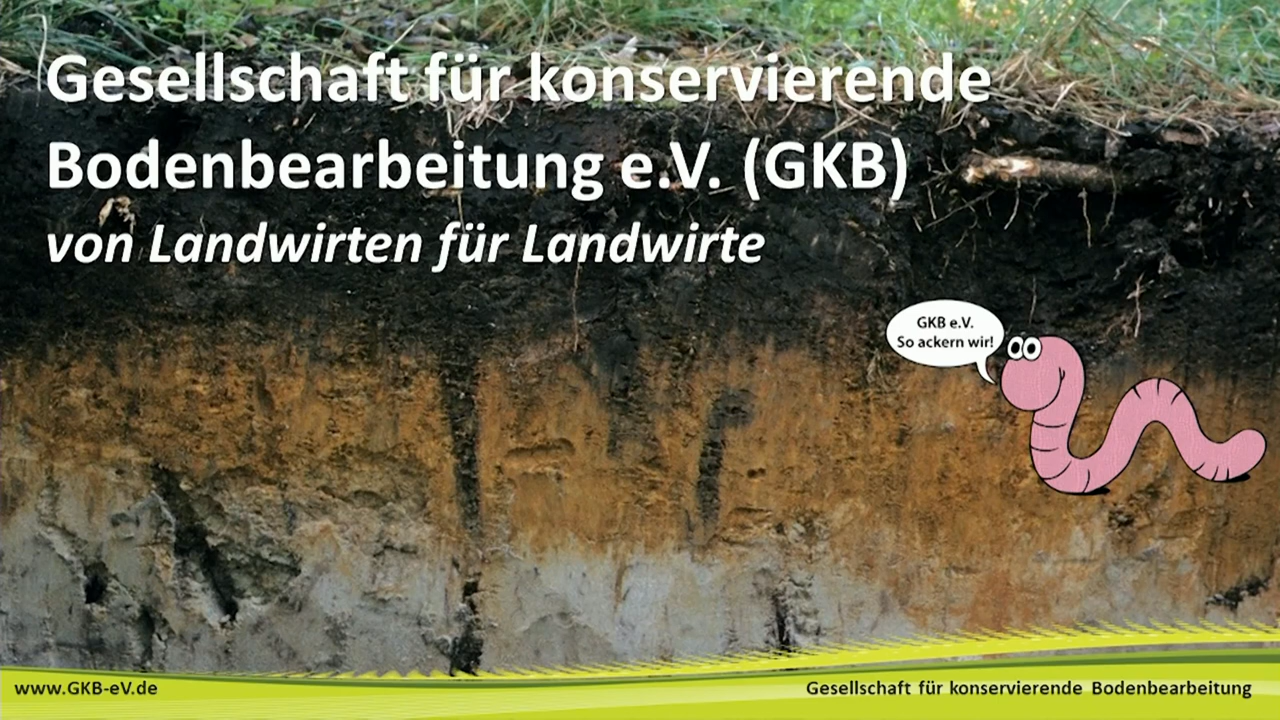 Gesellschaft für konservierende
Bodenbearbeitung e.V. (GKB)
von Landwirten für Landwirte
GKB e.V.
So ackern wir!
www.GKB-eV.de
Gesellschaft für konservierende Bodenbearbeitung